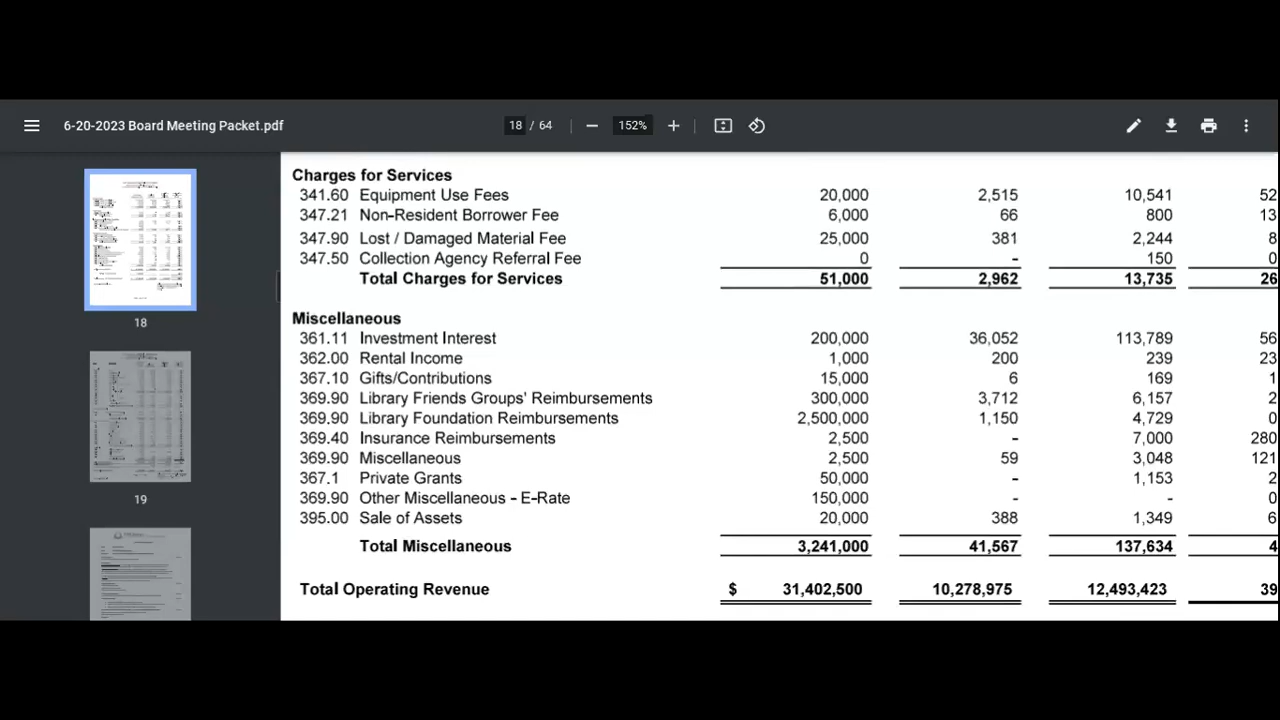 6-20-2023 Board Meeting Packet.pdf 18 / 64 152%
Charges for Services
341.60 Equipment Use Fees 20,000 2,515 10,541 52
347.21 Non-Resident Borrower Fee 6,000 66 800 13
347.90 Lost / Damaged Material Fee 25,000 381 2,244 8
347.50 Collection Agency Referral Fee 0 - 150 0
Total Charges for Services 51,000 2,962 13,735 26
Miscellaneous
361.11 Investment Interest 200,000 36,052 113,789 56
362.00 Rental Income 1,000 200 239 23
367.10 Gifts/Contributions 15,000 6 169 1
369.90 Library Friends Groups' Reimbursements 300,000 3,712 6,157 2
369.90 Library Foundation Reimbursements 2,500,000 1,150 4,729 0
369.40 Insurance Reimbursements 2,500 - 7,000 280
369.90 Miscellaneous 2,500 59 3,048 121
367.1 Private Grants 50,000 - 1,153 2
369.90 Other Miscellaneous - E-Rate 150,000 - - 0
395.00 Sale of Assets 20,000 388 1,349 6
Total Miscellaneous 3,241,000 41,567 137,634 4
Total Operating Revenue $ 31,402,500 10,278,975 12,493,423 39
18
19